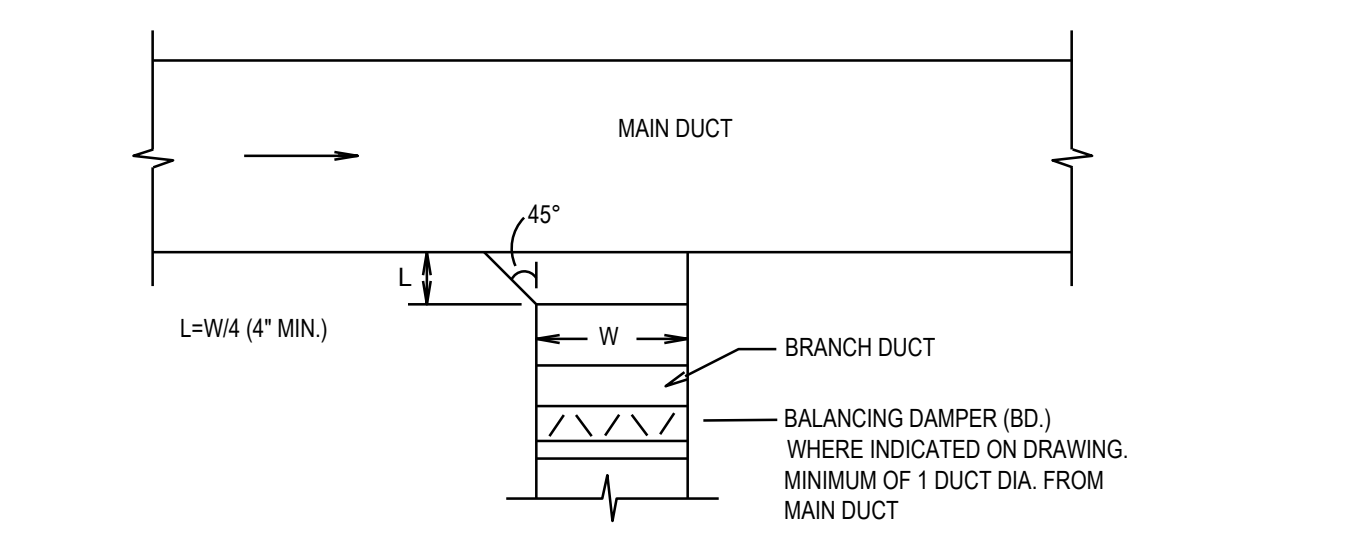 MAIN DUCT
45°
L
L=W/4 (4" MIN.)
W
BRANCH DUCT
BALANCING DAMPER (BD.)
WHERE INDICATED ON DRAWING.
MINIMUM OF 1 DUCT DIA. FROM
MAIN DUCT